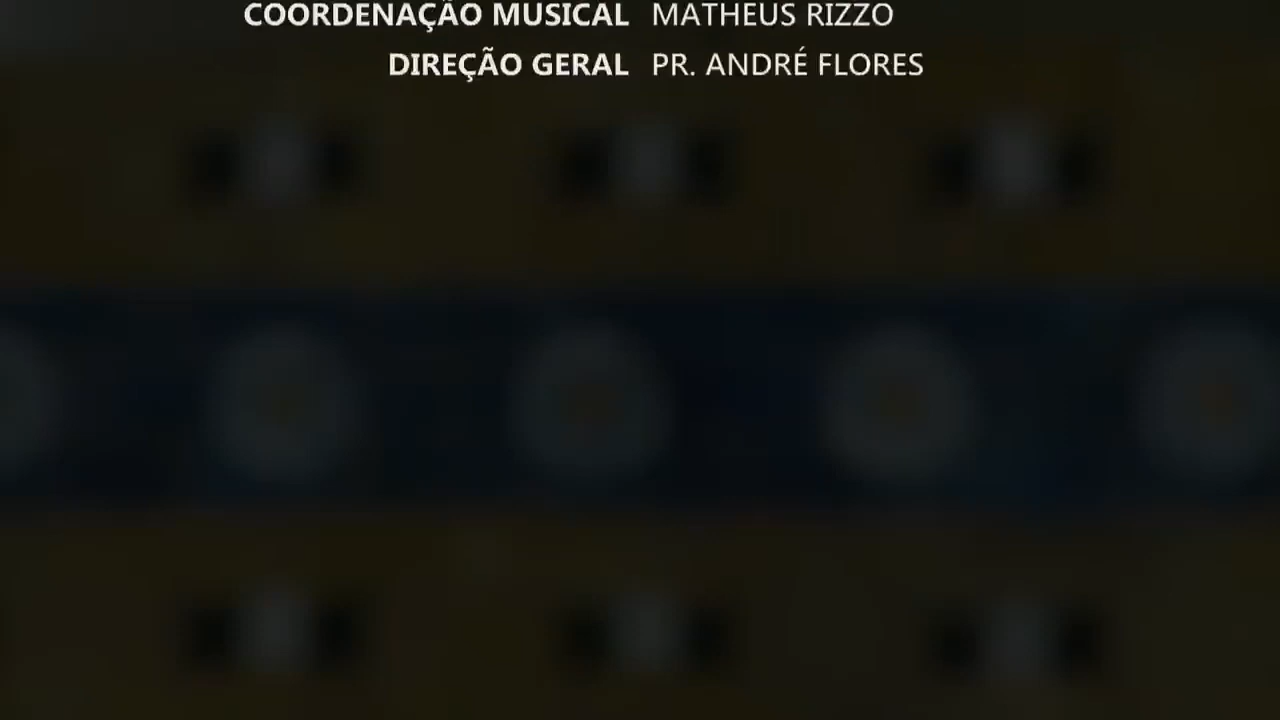 COORDENAÇÃO MUSICAL MATHEUS RIZZO
DIREÇÃO GERAL PR. ANDRÉ FLORES